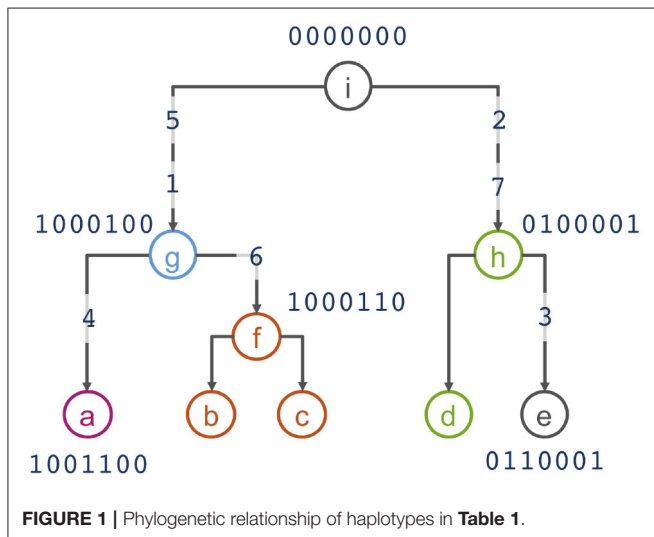 0000000
i
5 2
1 7
1000100 g h 0100001
6
1000110
4 3
f
a b c d e
1001100 0110001
FIGURE 1 | Phylogenetic relationship of haplotypes in Table 1.